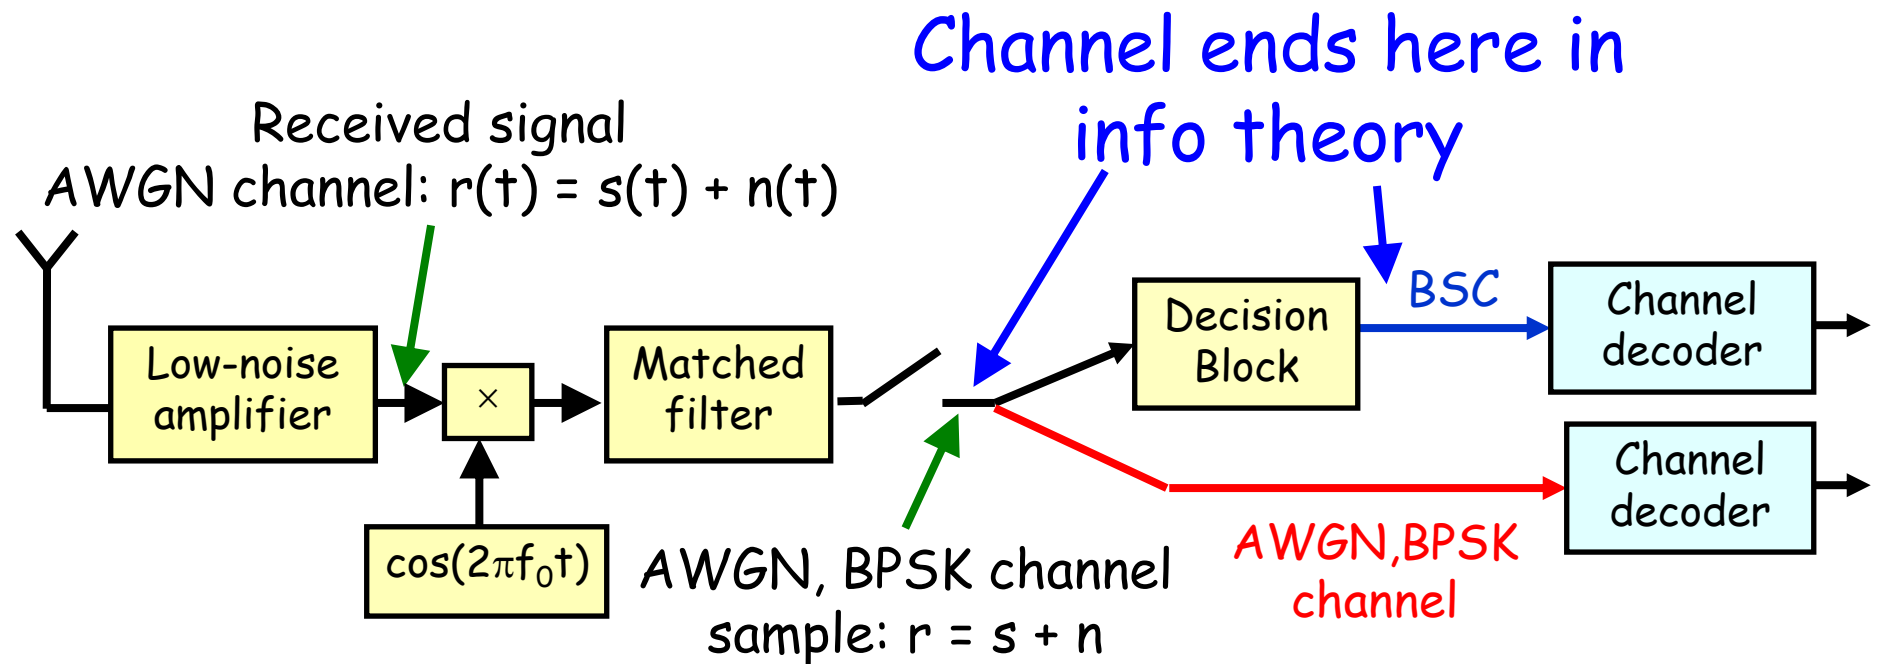 Channel ends here in
info theory
Received signal
AWGN channel: r(t) = s(t) + n(t)
Low-noise
amplifier
×
cos(2πf₀t)
Matched
filter
AWGN, BPSK channel
sample: r = s + n
Decision
Block
BSC
Channel
decoder
AWGN,BPSK
channel
Channel
decoder